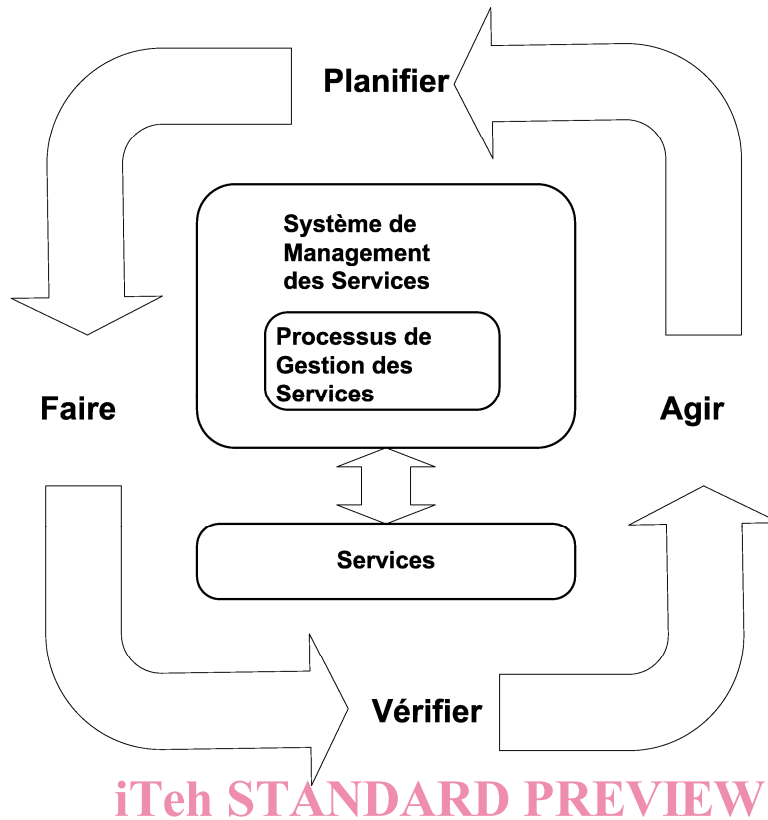 Planifier
Système de
Management
des Services
Processus de
Gestion des
Services
Faire
Agir
Services
Vérifier
iTeh STANDARD PREVIEW